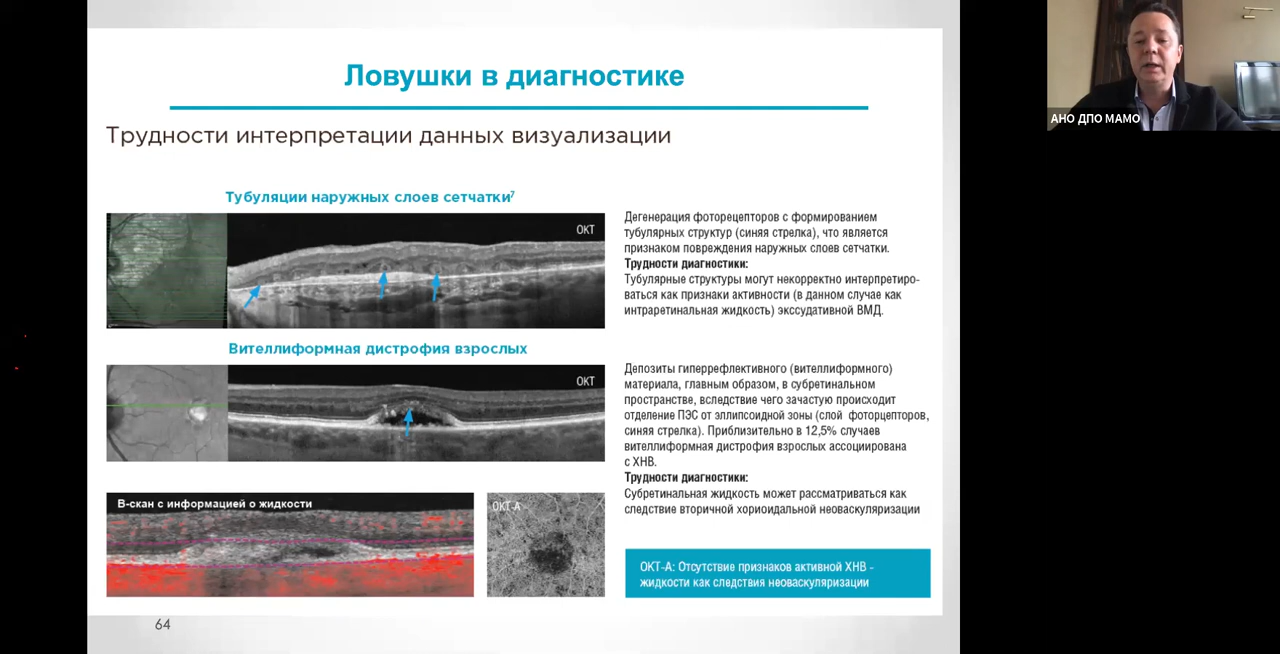 Ловушки в диагностике
Трудности интерпретации данных визуализации
Тубуляции наружных слоев сетчатки⁷
ОКТ
Дегенерация фоторецепторов с формированием
тубулярных структур (синяя стрелка), что является
признаком повреждения наружных слоев сетчатки.
Трудности диагностики:
Тубулярные структуры могут некорректно интерпретиро-
ваться как признаки активности (в данном случае как
интраретинальная жидкость) экссудативной ВМД.
Вителлиформная дистрофия взрослых
ОКТ
Депозиты гиперрефлективного (вителлиформного)
материала, главным образом, в субретинальном
пространстве, вследствие чего зачастую происходит
отделение ПЭС от эллипсоидной зоны (слой фоторцепторов,
синяя стрелка). Приблизительно в 12,5% случаев
вителлиформная дистрофия взрослых ассоциирована
с ХНВ.
Трудности диагностики:
Субретинальная жидкость может рассматриваться как
следствие вторичной хориоидальной неоваскуляризации
В-скан с информацией о жидкости
ОКТ-А
ОКТ-А: Отсутствие признаков активной ХНВ -
жидкости как следствия неоваскуляризации
64
АНО ДПО МАМО